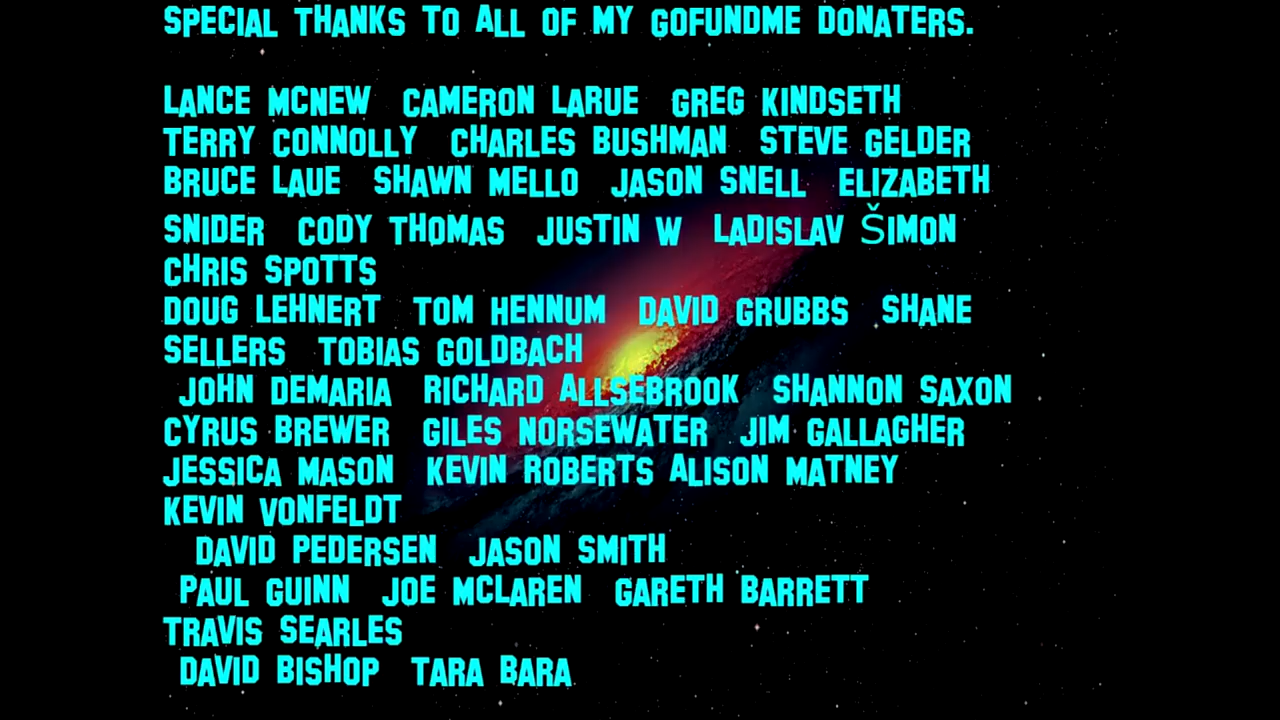 SPECIAL THANKS TO ALL OF MY GOFUNDME DONATERS.
LANCE MCNEW CAMERON LARUE GREG KINDSETH
TERRY CONNOLLY CHARLES BUSHMAN STEVE GELDER
BRUCE LAUE SHAWN MELLO JASON SNELL ELIZABETH
SNIDER CODY THOMAS JUSTIN W LADISLAV ŠIMON
CHRIS SPOTTS
DOUG LEHNERT TOM HENNUM DAVID GRUBBS SHANE
SELLERS TOBIAS GOLDBACH
JOHN DEMARIA RICHARD ALLSEBROOK SHANNON SAXON
CYRUS BREWER GILES NORSEWATER JIM GALLAGHER
JESSICA MASON KEVIN ROBERTS ALISON MATNEY
KEVIN VONFELDT
DAVID PEDERSEN JASON SMITH
PAUL GUINN JOE MCLAREN GARETH BARRETT
TRAVIS SEARLES
DAVID BISHOP TARA BARA